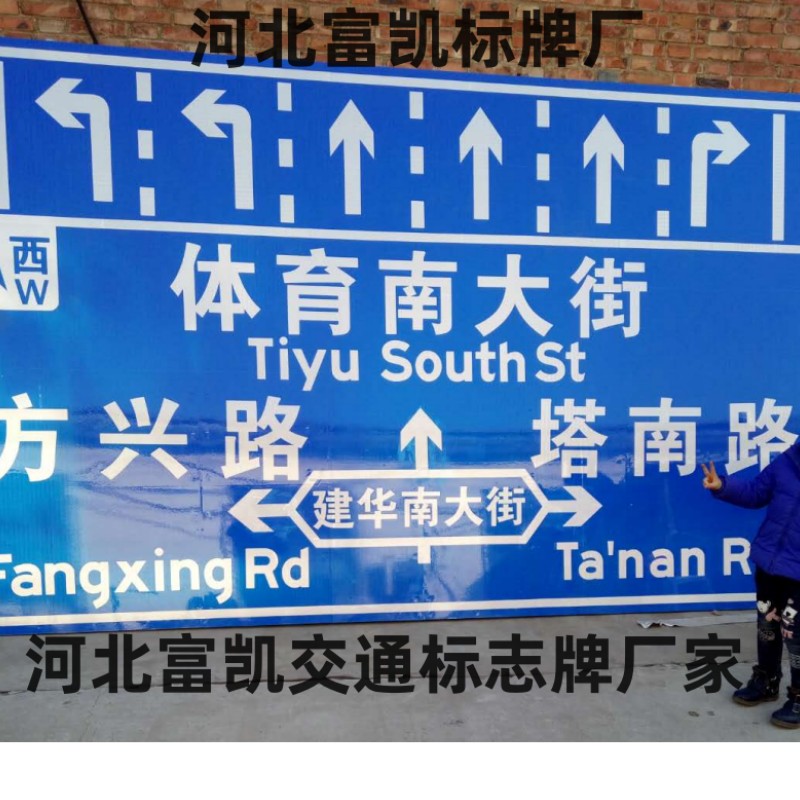 河北富凯标牌厂
西
W
体育南大街
Tiyu South St
方兴路
塔南路
建华南大街
Fangxing Rd
Ta'nan R
河北富凯交通标志牌厂家